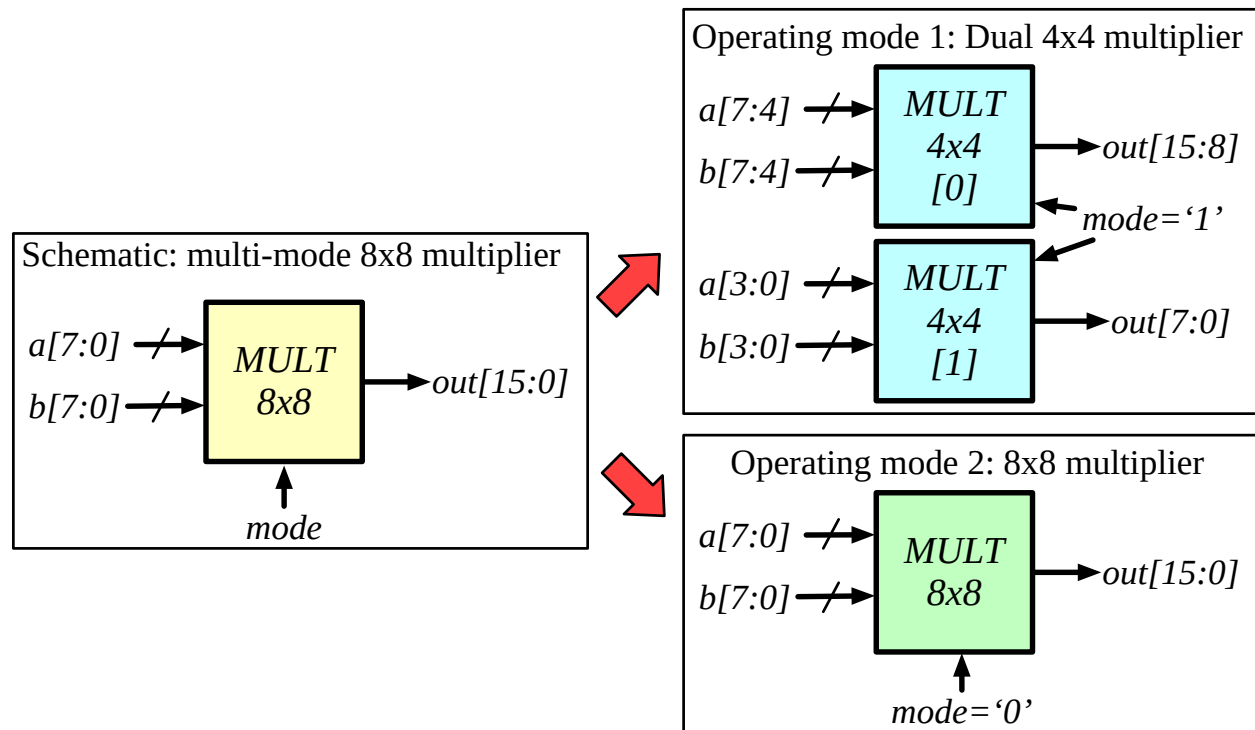 Schematic: multi-mode 8x8 multiplier
a[7:0]
b[7:0]
MULT
8x8
out[15:0]
mode
Operating mode 1: Dual 4x4 multiplier
a[7:4]
b[7:4]
MULT
4x4
[0]
out[15:8]
mode=‘1’
a[3:0]
b[3:0]
MULT
4x4
[1]
out[7:0]
Operating mode 2: 8x8 multiplier
a[7:0]
b[7:0]
MULT
8x8
out[15:0]
mode=‘0’